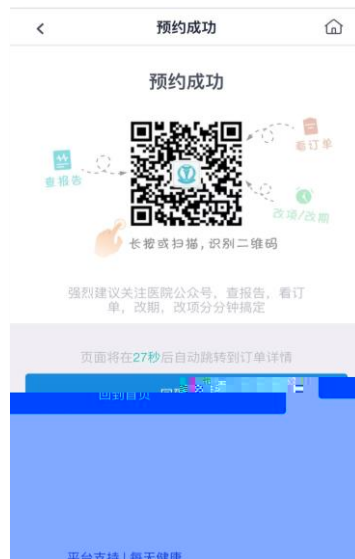 预约成功
预约成功
看订单
查报告
改项/改期
长按或扫描，识别二维码
强烈建议关注医院公众号，查报告，看订
单，改期，改项分分钟搞定
页面将在27秒后自动跳转到订单详情
回到首页
平台支持 | 每天健康